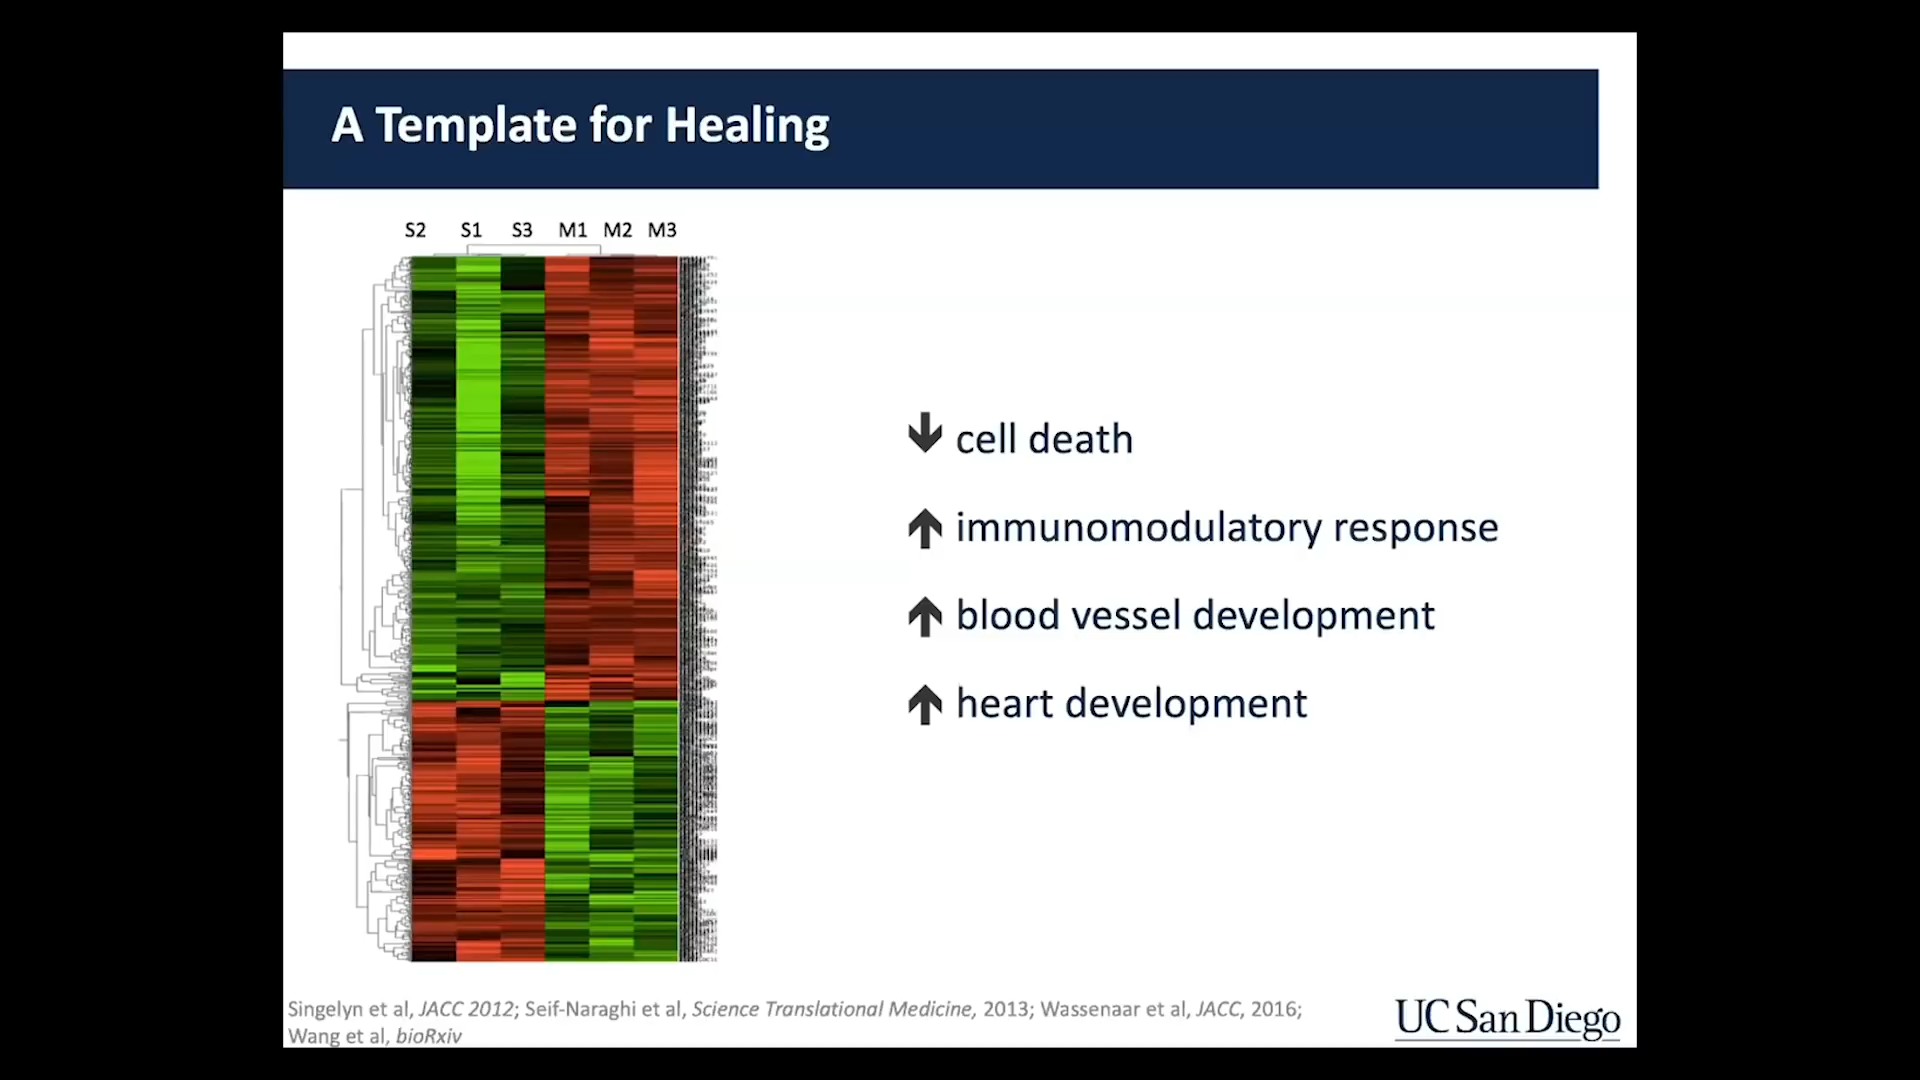 A Template for Healing
S2 S1 S3 M1 M2 M3
cell death
immunomodulatory response
blood vessel development
heart development
Singelyn et al, JACC 2012; Seif-Naraghi et al, Science Translational Medicine, 2013; Wassenaar et al, JACC, 2016;
Wang et al, bioRxiv
UC San Diego